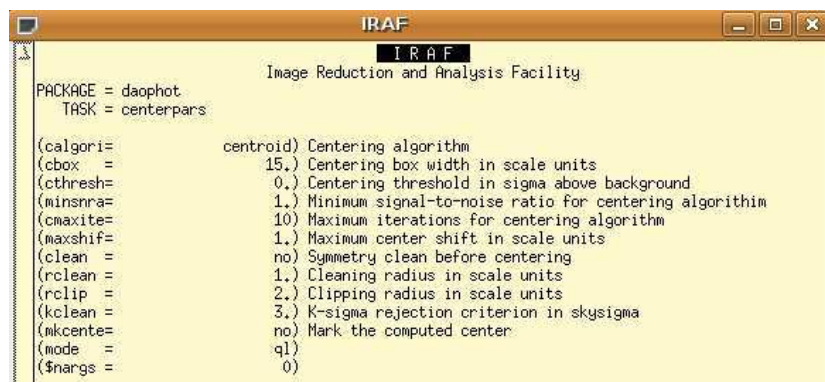 IRAF
I R A F
Image Reduction and Analysis Facility
PACKAGE = daophot
TASK = centerpars
(calgori= centroid) Centering algorithm
(cbox = 15.) Centering box width in scale units
(cthresh= 0.) Centering threshold in sigma above background
(minsnra= 1.) Minimum signal-to-noise ratio for centering algorithim
(cmaxite= 10) Maximum iterations for centering algorithm
(maxshif= 1.) Maximum center shift in scale units
(clean = no) Symmetry clean before centering
(rclean = 1.) Cleaning radius in scale units
(rclip = 2.) Clipping radius in scale units
(kclean = 3.) K-sigma rejection criterion in skysigma
(mkcente= no) Mark the computed center
(mode = ql)
($nargs = 0)